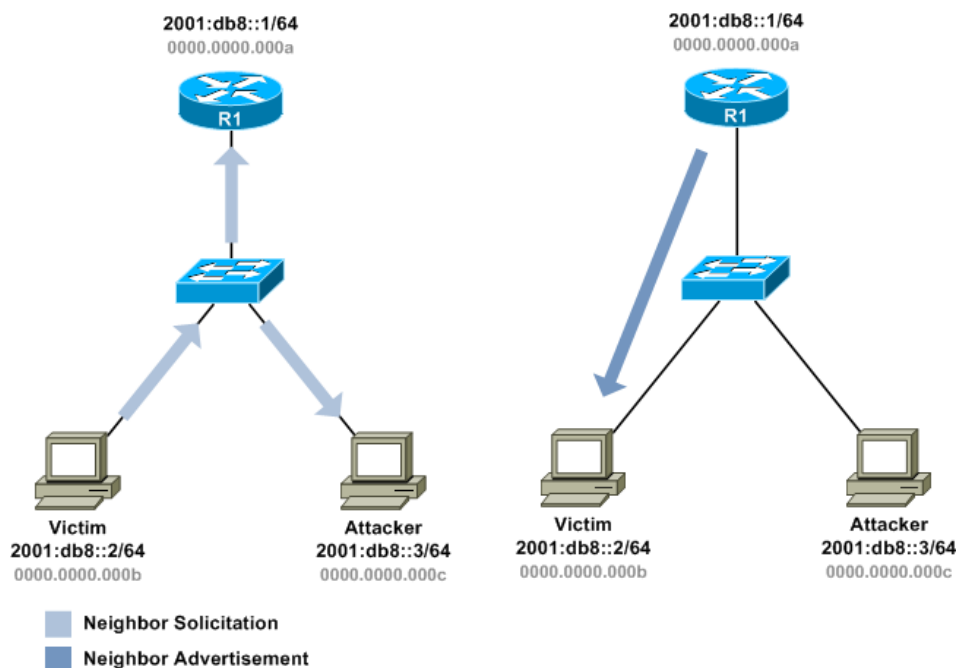 2001:db8::1/64
0000.0000.000a
R1
Victim
2001:db8::2/64
0000.0000.000b
Attacker
2001:db8::3/64
0000.0000.000c
2001:db8::1/64
0000.0000.000a
R1
Victim
2001:db8::2/64
0000.0000.000b
Attacker
2001:db8::3/64
0000.0000.000c
Neighbor Solicitation
Neighbor Advertisement